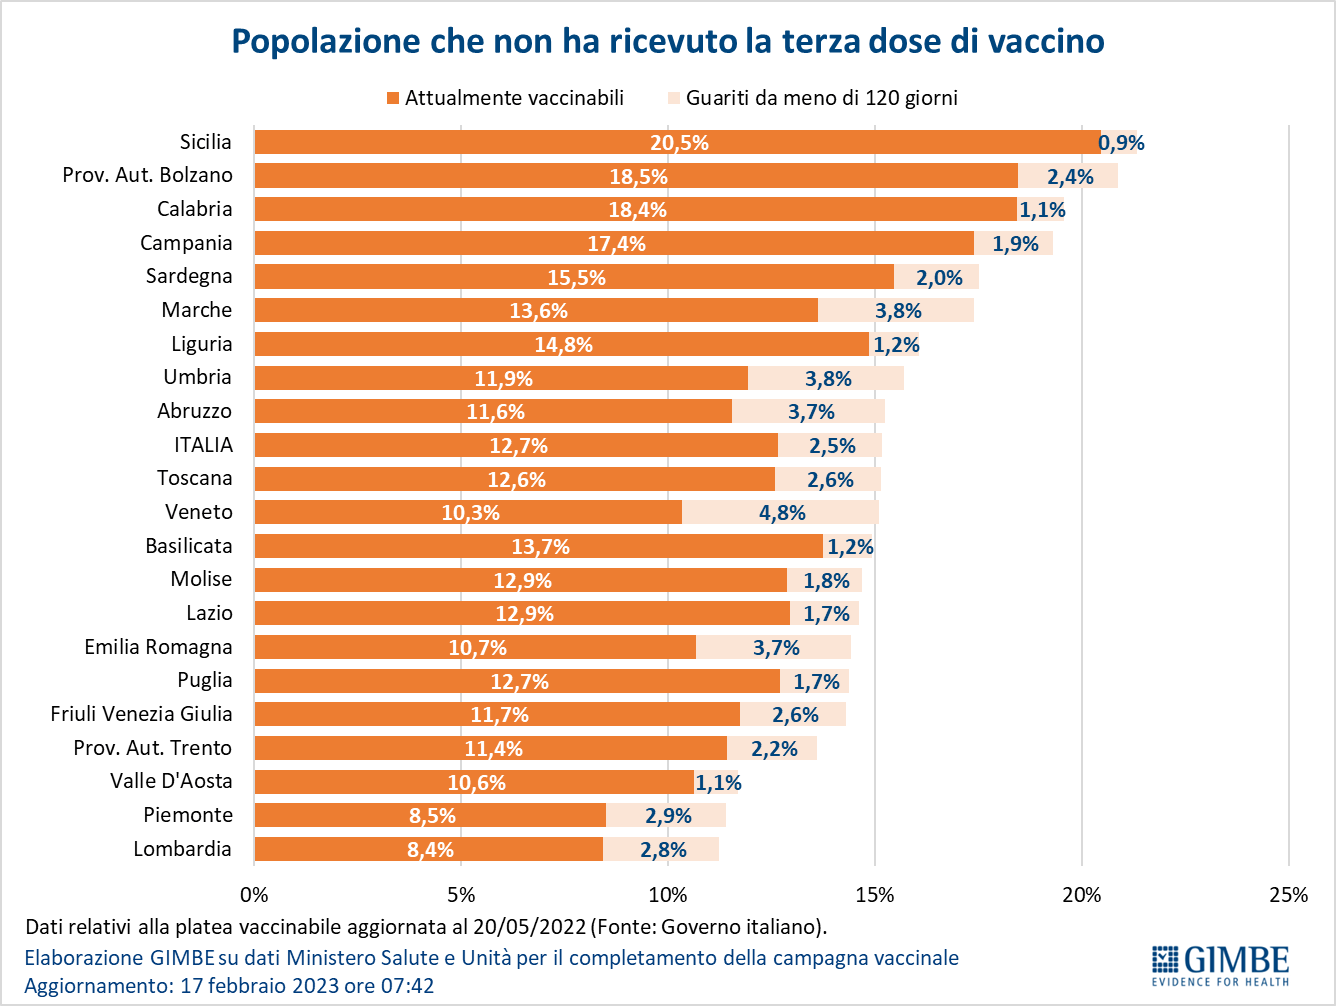 Popolazione che non ha ricevuto la terza dose di vaccino
Attualmente vaccinabili Guariti da meno di 120 giorni
Sicilia 20,5% 0,9%
Prov. Aut. Bolzano 18,5% 2,4%
Calabria 18,4% 1,1%
Campania 17,4% 1,9%
Sardegna 15,5% 2,0%
Marche 13,6% 3,8%
Liguria 14,8% 1,2%
Umbria 11,9% 3,8%
Abruzzo 11,6% 3,7%
ITALIA 12,7% 2,5%
Toscana 12,6% 2,6%
Veneto 10,3% 4,8%
Basilicata 13,7% 1,2%
Molise 12,9% 1,8%
Lazio 12,9% 1,7%
Emilia Romagna 10,7% 3,7%
Puglia 12,7% 1,7%
Friuli Venezia Giulia 11,7% 2,6%
Prov. Aut. Trento 11,4% 2,2%
Valle D'Aosta 10,6% 1,1%
Piemonte 8,5% 2,9%
Lombardia 8,4% 2,8%
0% 5% 10% 15% 20% 25%
Dati relativi alla platea vaccinabile aggiornata al 20/05/2022 (Fonte: Governo italiano).
Elaborazione GIMBE su dati Ministero Salute e Unità per il completamento della campagna vaccinale
Aggiornamento: 17 febbraio 2023 ore 07:42
GIMBE
EVIDENCE FOR HEALTH